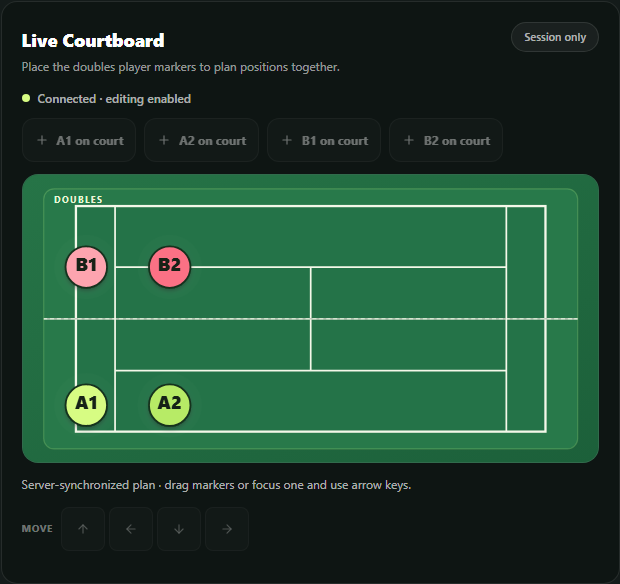 Live Courtboard
Session only
Place the doubles player markers to plan positions together.
Connected · editing enabled
+ A1 on court
+ A2 on court
+ B1 on court
+ B2 on court
DOUBLES
B1
B2
A1
A2
Server-synchronized plan · drag markers or focus one and use arrow keys.
MOVE ↑ ← ↓ →